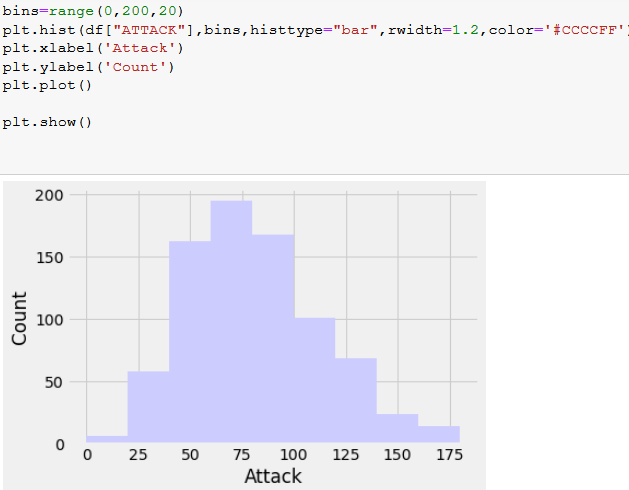 bins=range(0,200,20)
plt.hist(df["ATTACK"],bins,histtype="bar",rwidth=1.2,color='#CCCCFF')
plt.xlabel('Attack')
plt.ylabel('Count')
plt.plot()
plt.show()
200
150
100
50
0
Count
0 25 50 75 100 125 150 175
Attack